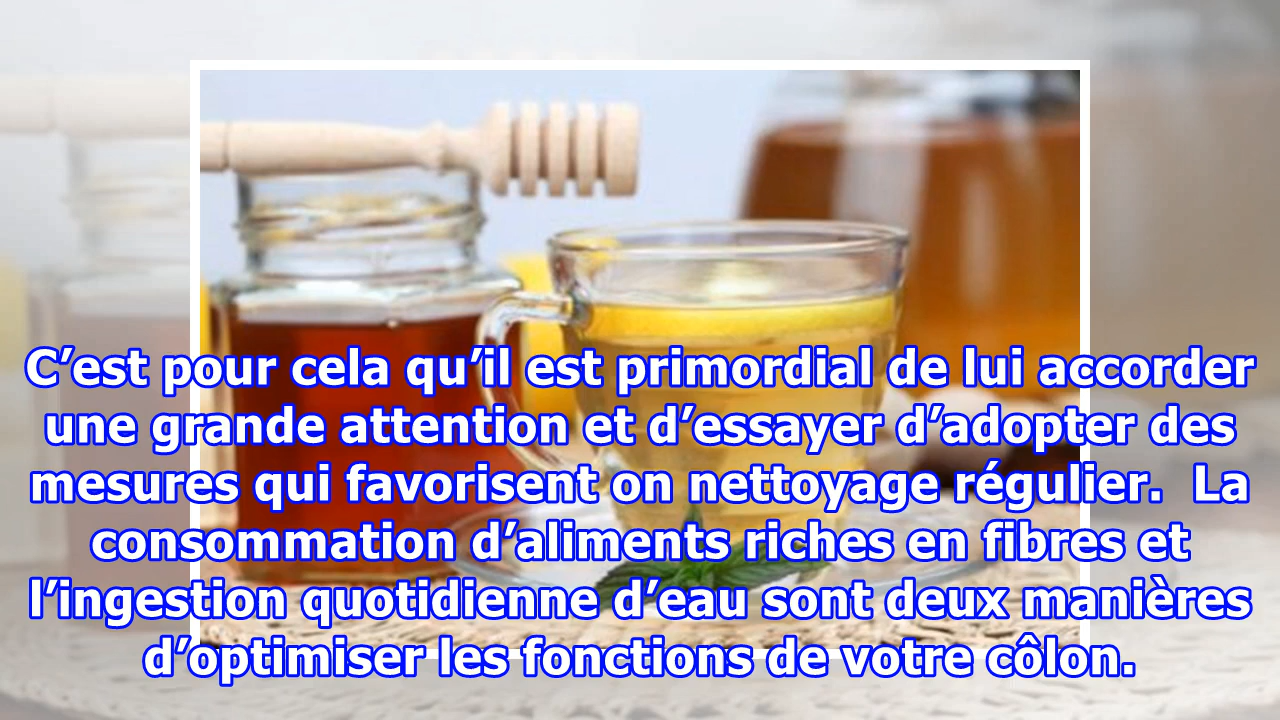 C’est pour cela qu’il est primordial de lui accorder
une grande attention et d’essayer d’adopter des
mesures qui favorisent on nettoyage régulier.  La
consommation d’aliments riches en fibres et
l’ingestion quotidienne d’eau sont deux manières
d’optimiser les fonctions de votre côlon.